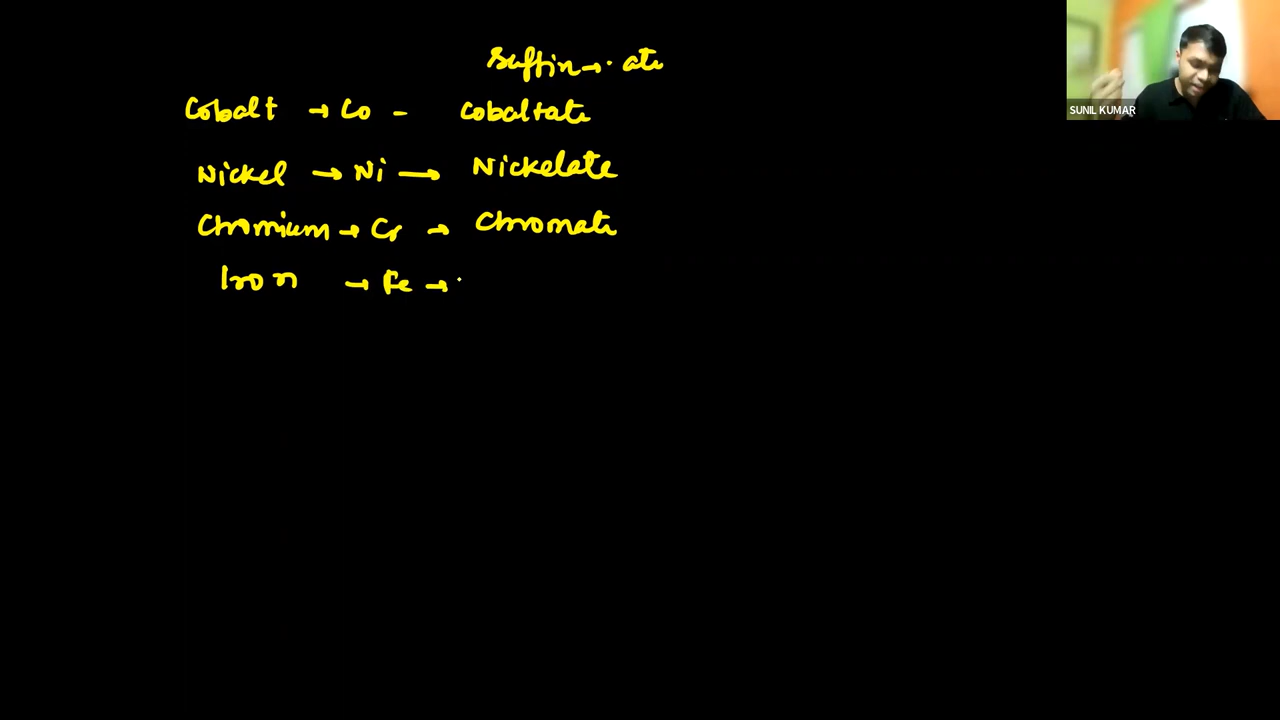 Suffix → ate
Cobalt → Co - Cobaltate
Nickel → Ni → Nickelate
Chromium → Cr → Chromate
Iron → Fe →
SUNIL KUMAR